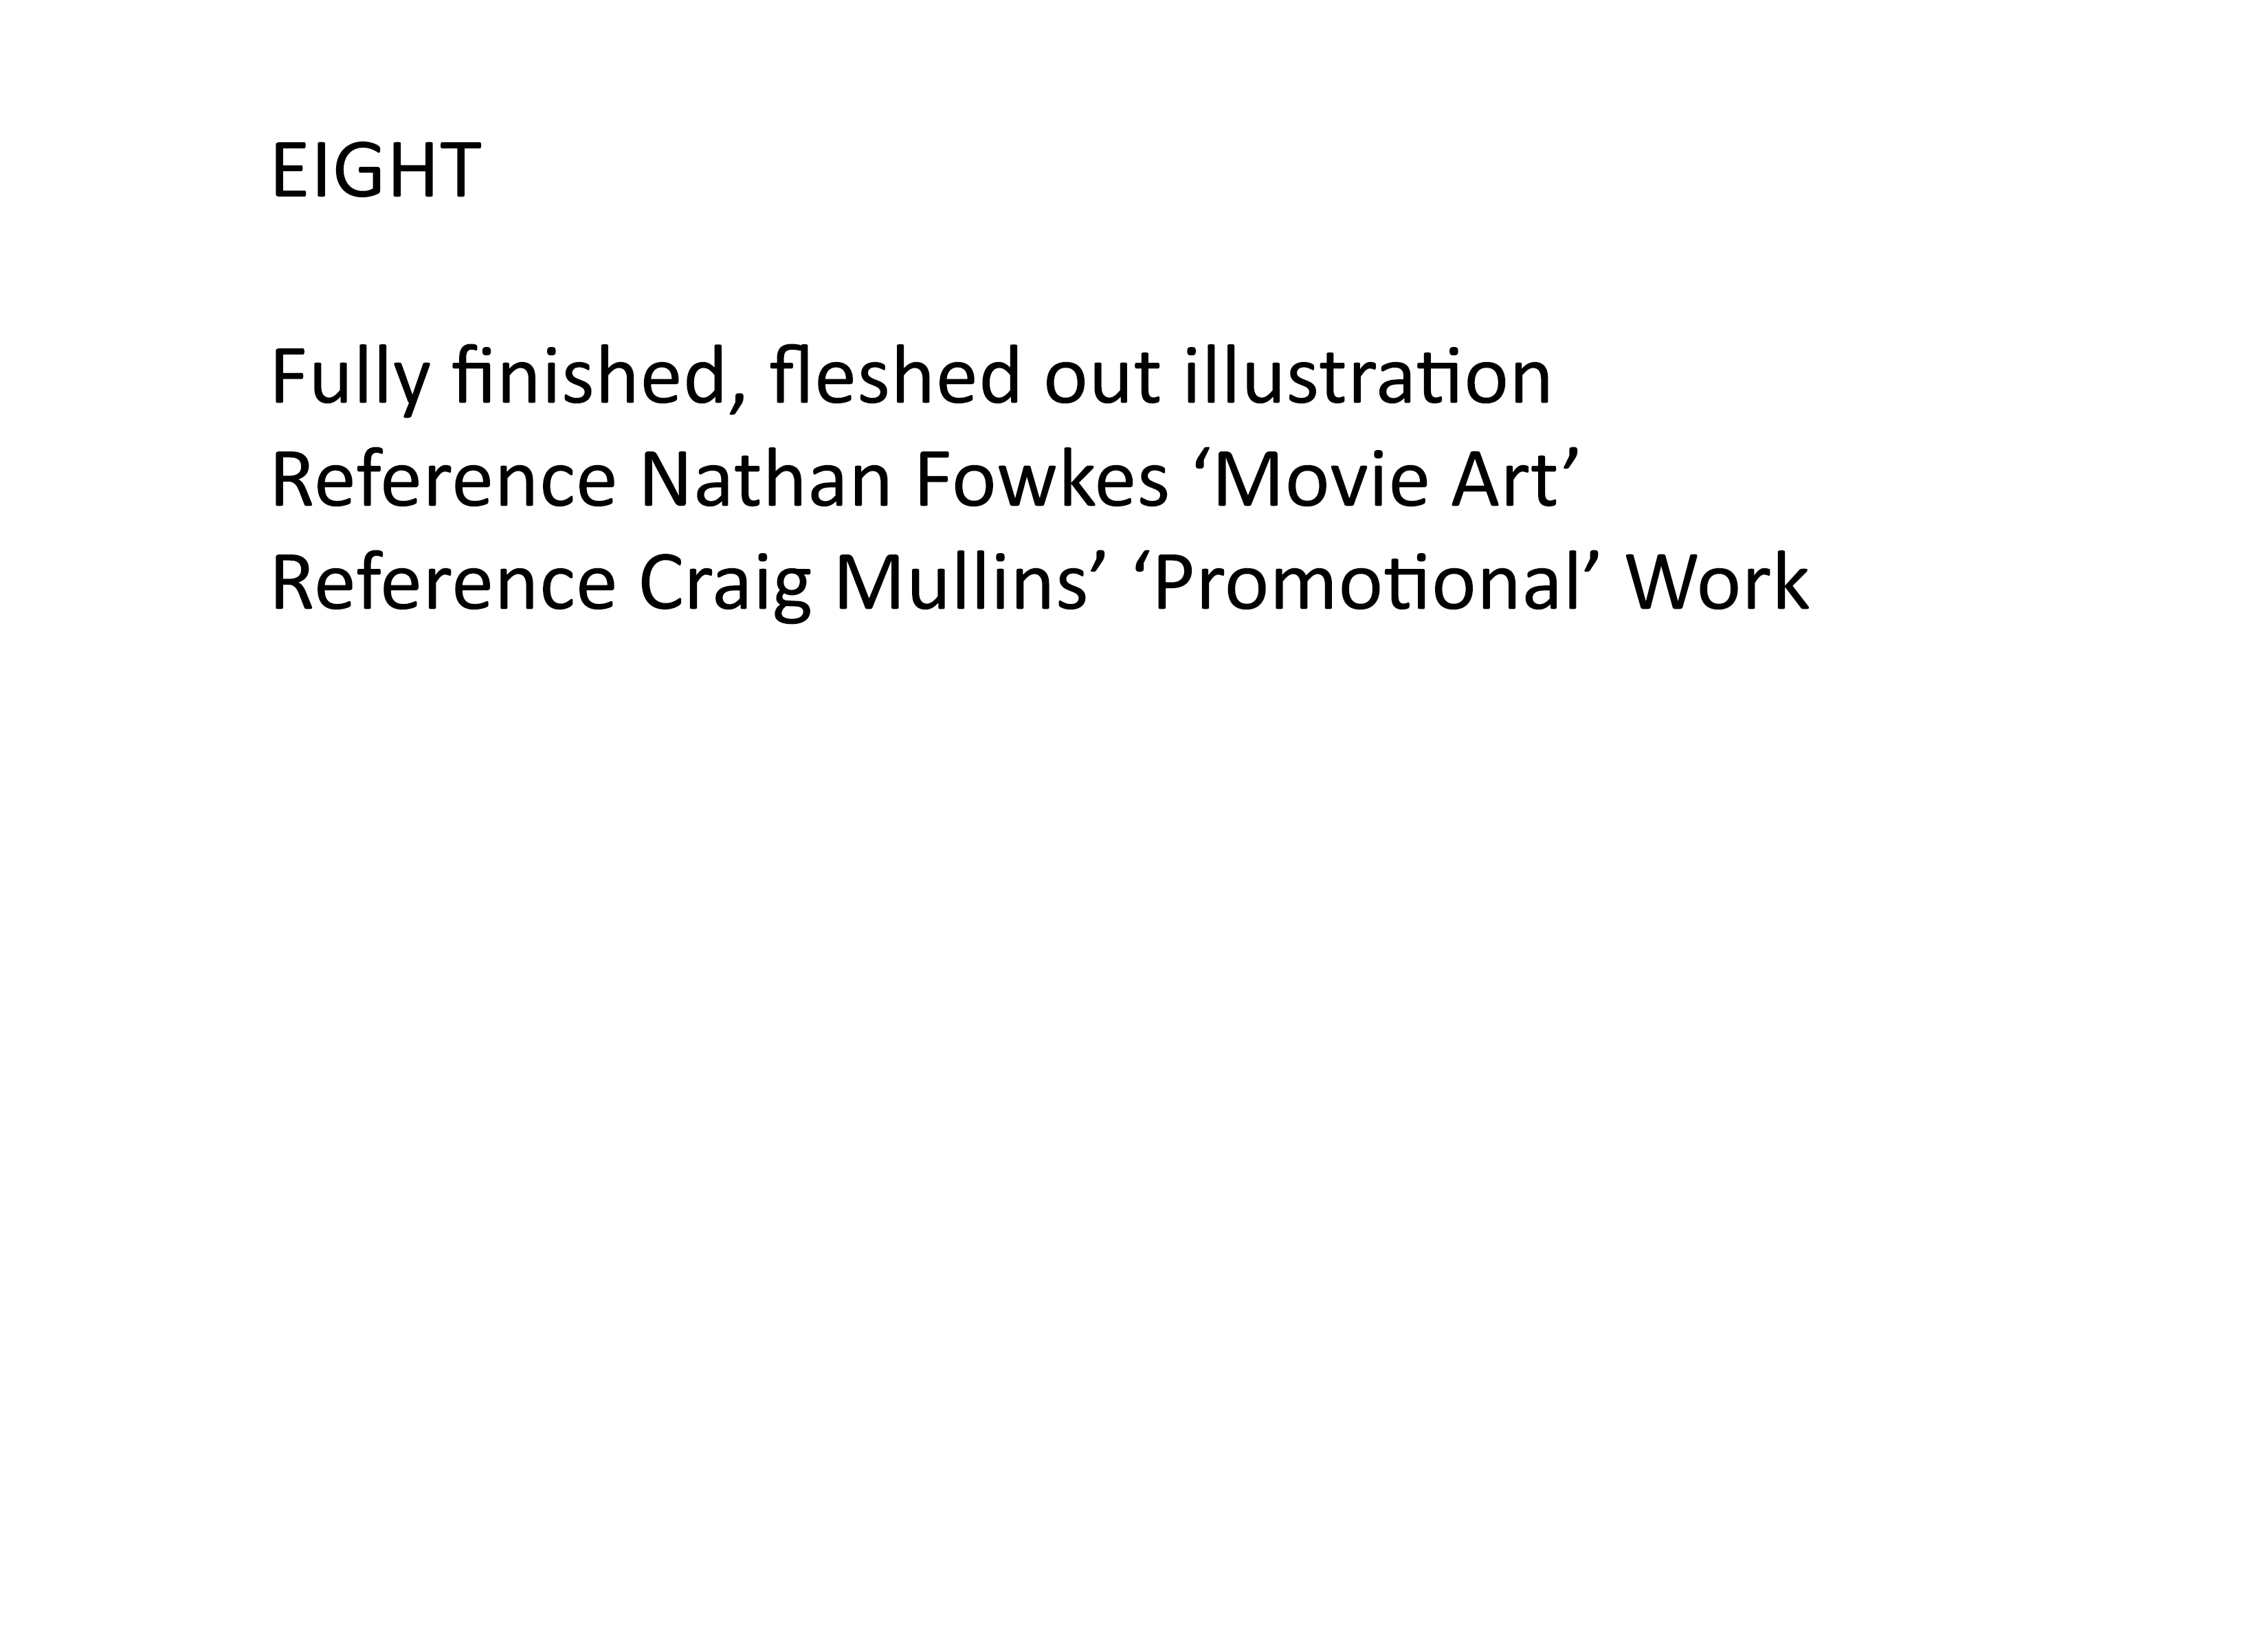 EIGHT
Fully finished, fleshed out illustration
Reference Nathan Fowkes ‘Movie Art’
Reference Craig Mullins’ ‘Promotional’ Work